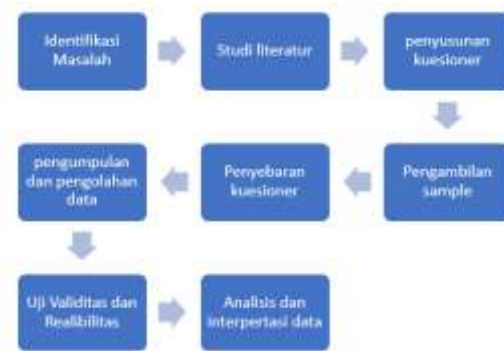 Identifikasi
Masalah
Studi literatur
penyusunan
kuesioner
Pengambilan
sample
Penyebaran
kuesioner
pengumpulan
dan pengolahan
data
Uji Validitas dan
Realibilitas
Analisis dan
interpertasi data